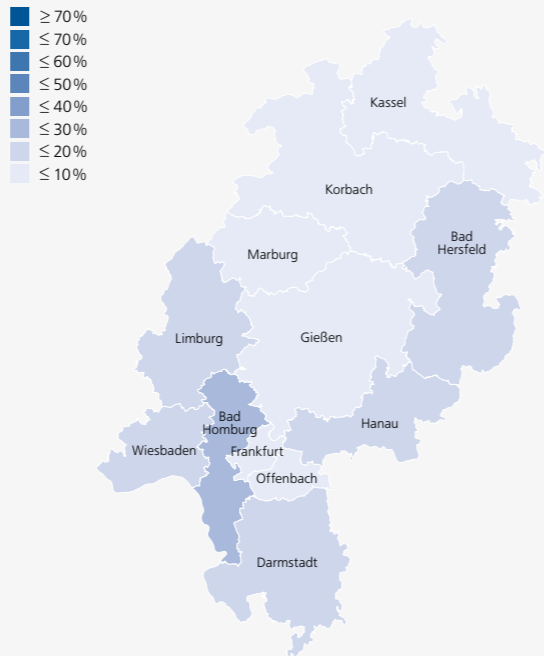 ≥ 70 %
≤ 70 %
≤ 60 %
≤ 50 %
≤ 40 %
≤ 30 %
≤ 20 %
≤ 10 %
Kassel
Korbach
Bad
Hersfeld
Marburg
Limburg
Gießen
Bad
Homburg
Hanau
Wiesbaden
Frankfurt
Offenbach
Darmstadt